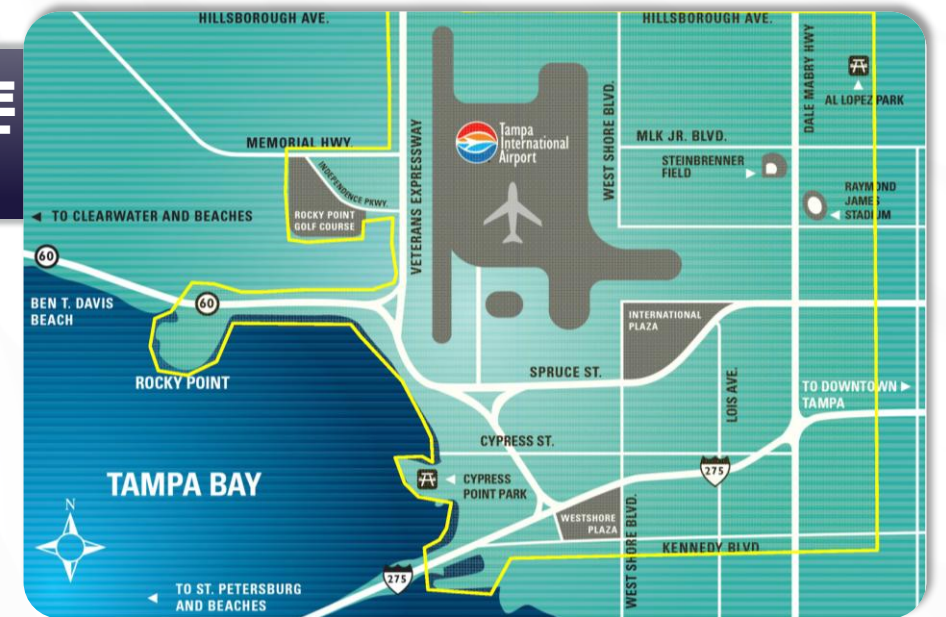 HILLSBOROUGH AVE.
HILLSBOROUGH AVE.
E
DALE MABRY HWY
AL LOPEZ PARK
VETERANS EXPRESSWAY
Tampa
International
Airport
WEST SHORE BLVD.
MLK JR. BLVD.
MEMORIAL HWY.
INDEPENDENCE PKWY.
STEINBRENNER
FIELD
RAYMOND
JAMES
STADIUM
ROCKY POINT
GOLF COURSE
◄ TO CLEARWATER AND BEACHES
60
60
BEN T. DAVIS
BEACH
INTERNATIONAL
PLAZA
ROCKY POINT
SPRUCE ST.
LOIS AVE.
TO DOWNTOWN ►
TAMPA
CYPRESS ST.
275
TAMPA BAY
CYPRESS
POINT PARK
N
WESTSHORE
PLAZA
WEST SHORE BLVD.
KENNEDY BLVD
275
TO ST. PETERSBURG
AND BEACHES